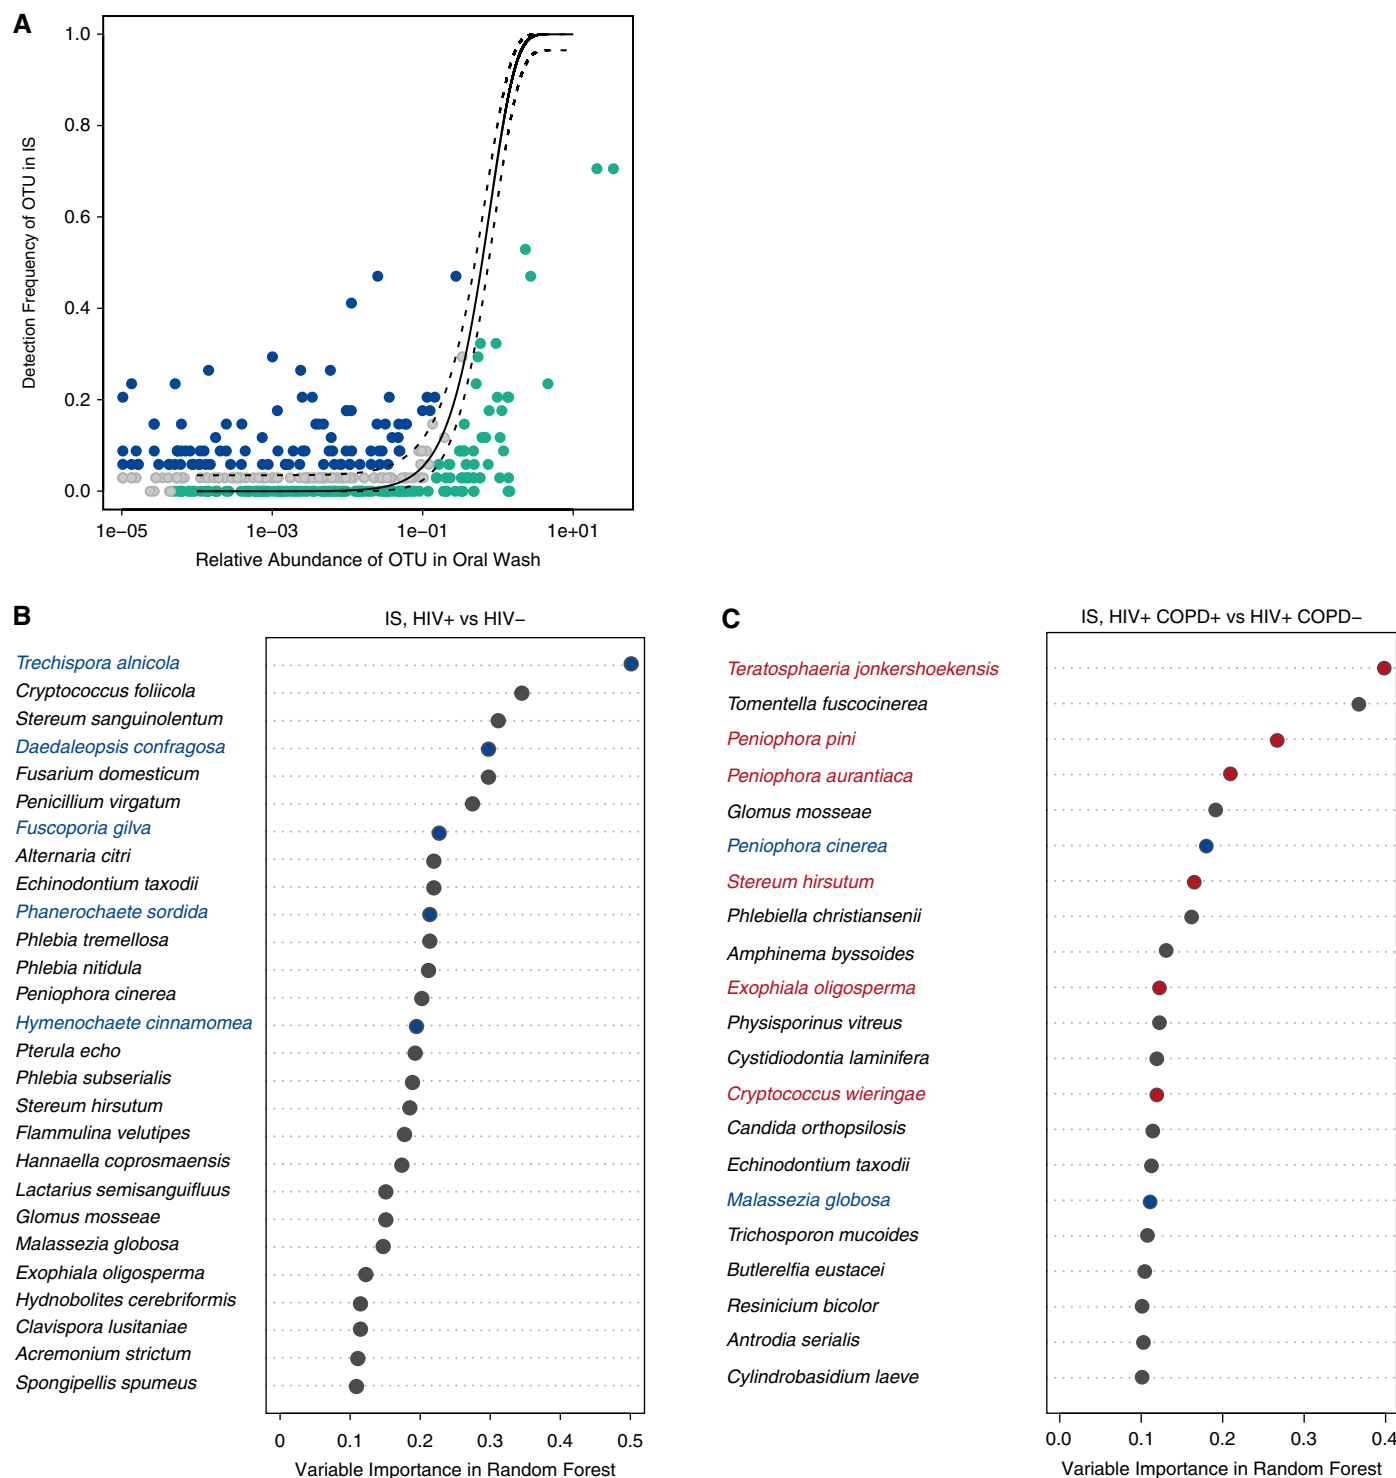 A
Detection Frequency of OTU in IS
1.0
0.8
0.6
0.4
0.2
0.0
1e−05
1e−03
1e−01
1e+01
Relative Abundance of OTU in Oral Wash
B
IS, HIV+ vs HIV−
Trechispora alnicola
Cryptococcus foliicola
Stereum sanguinolentum
Daedaleopsis confragosa
Fusarium domesticum
Penicillium virgatum
Fuscoporia gilva
Alternaria citri
Echinodontium taxodii
Phanerochaete sordida
Phlebia tremellosa
Phlebia nitidula
Peniophora cinerea
Hymenochaete cinnamomea
Pterula echo
Phlebia subserialis
Stereum hirsutum
Flammulina velutipes
Hannaella coprosmaensis
Lactarius semisanguifluus
Glomus mosseae
Malassezia globosa
Exophiala oligosperma
Hydnobolites cerebriformis
Clavispora lusitaniae
Acremonium strictum
Spongipellis spumeus
0
0.1
0.2
0.3
0.4
0.5
Variable Importance in Random Forest
C
IS, HIV+ COPD+ vs HIV+ COPD−
Teratosphaeria jonkershoekensis
Tomentella fuscocinerea
Peniophora pini
Peniophora aurantiaca
Glomus mosseae
Peniophora cinerea
Stereum hirsutum
Phlebiella christiansenii
Amphinema byssoides
Exophiala oligosperma
Physisporinus vitreus
Cystidiodontia laminifera
Cryptococcus wieringae
Candida orthopsilosis
Echinodontium taxodii
Malassezia globosa
Trichosporon mucoides
Butlerelfia eustacei
Resinicium bicolor
Antrodia serialis
Cylindrobasidium laeve
0.0
0.1
0.2
0.3
0.4
Variable Importance in Random Forest